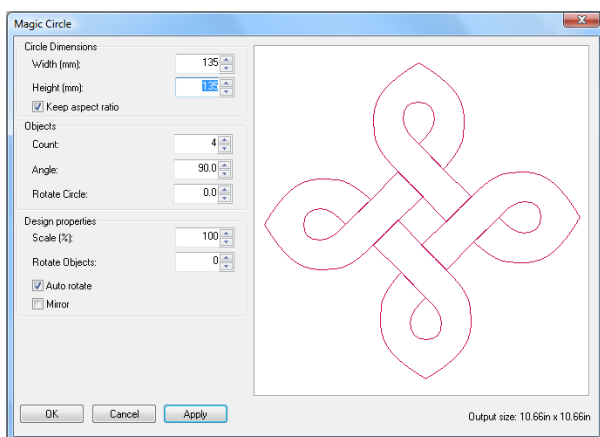 Magic Circle
Circle Dimensions
Width (mm): 135
Height (mm): 135
Keep aspect ratio
Objects
Count: 4
Angle: 90.0
Rotate Circle: 0.0
Design properties
Scale (%): 100
Rotate Objects: 0
Auto rotate
Mirror
OK Cancel Apply
Output size: 10.66in x 10.66in